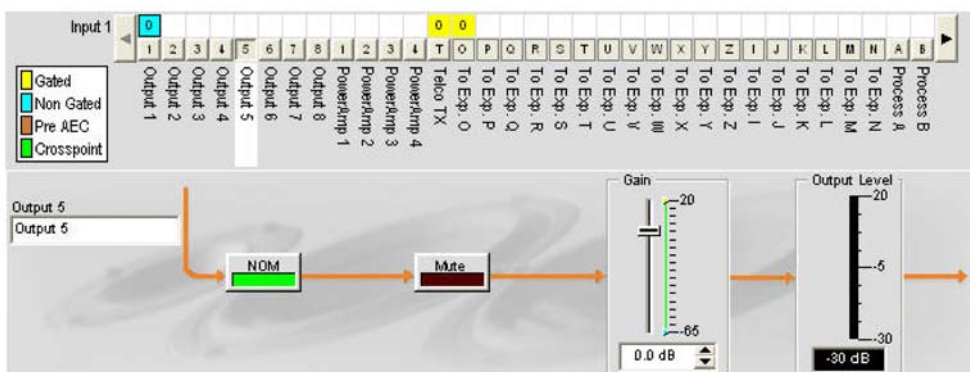 Input 1
0 0 0
1 2 3 4 5 6 7 8 1 2 3 4 T O P Q R S T U V W X Y Z I J K L M N A B
Output 1
Output 2
Output 3
Output 4
Output 5
Output 6
Output 7
Output 8
PowerAmp 1
PowerAmp 2
PowerAmp 3
PowerAmp 4
Telco TX
To Exp. O
To Exp. P
To Exp. Q
To Exp. R
To Exp. S
To Exp. T
To Exp. U
To Exp. V
To Exp. W
To Exp. X
To Exp. Y
To Exp. Z
To Exp. I
To Exp. J
To Exp. K
To Exp. L
To Exp. M
To Exp. N
Process A
Process B
Gated
Non Gated
Pre AEC
Crosspoint
Output 5
Output 5
NOM
Mute
Gain
20
-65
0.0 dB
Output Level
20
-5
-30
-30 dB